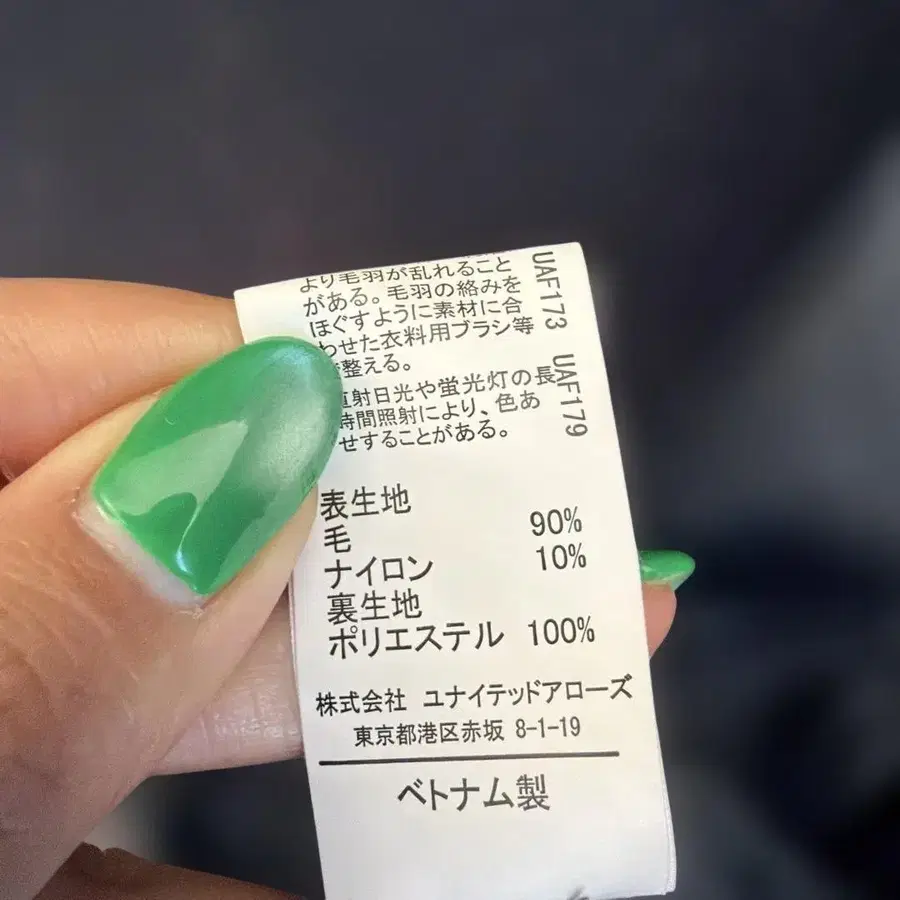 より毛羽が乱れること
がある。毛羽の絡みを
ほぐすように素材に合
わせた衣料用ブラシ等
整える。
UAF173
直射日光や蛍光灯の長
時間照射により、色あ
せすることがある。
UAF179
表生地
毛 90%
ナイロン 10%
裏生地
ポリエステル 100%
株式会社 ユナイテッドアローズ
東京都港区赤坂 8-1-19
ベトナム製